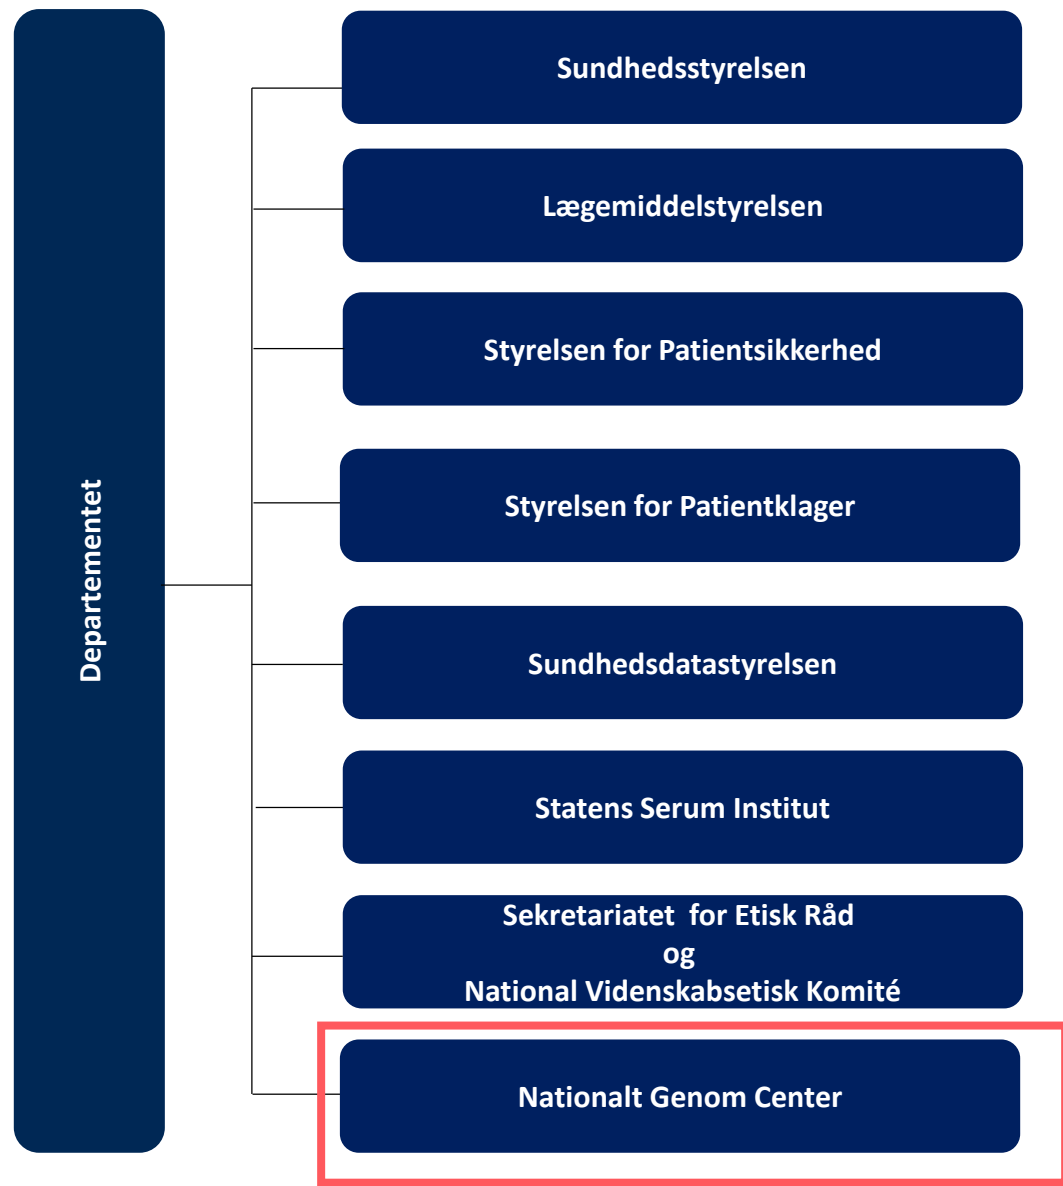 Departementet
Sundhedsstyrelsen
Lægemiddelstyrelsen
Styrelsen for Patientsikkerhed
Styrelsen for Patientklager
Sundhedsdatastyrelsen
Statens Serum Institut
Sekretariatet for Etisk Råd
og
National Videnskabsetisk Komité
Nationalt Genom Center